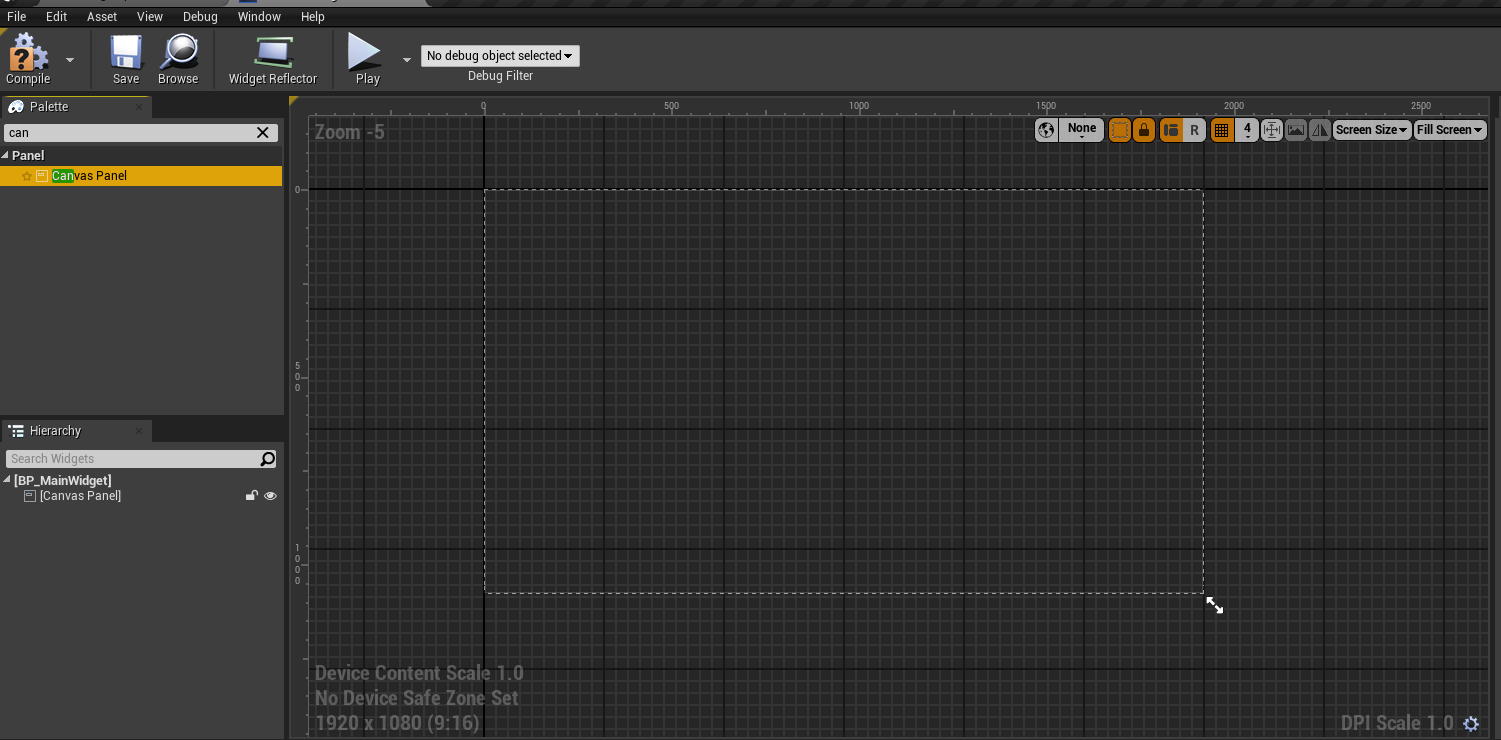 File Edit Asset View Debug Window Help
Compile Save Browse Widget Reflector Play
No debug object selected
Debug Filter
Palette
can
Panel
Canvas Panel
Hierarchy
Search Widgets
[BP_MainWidget]
[Canvas Panel]
0 500 1000 1500 2000 2500
Zoom -5
None R 4 Screen Size Fill Screen
0
500
1000
Device Content Scale 1.0
No Device Safe Zone Set
1920 x 1080 (9:16)
DPI Scale 1.0